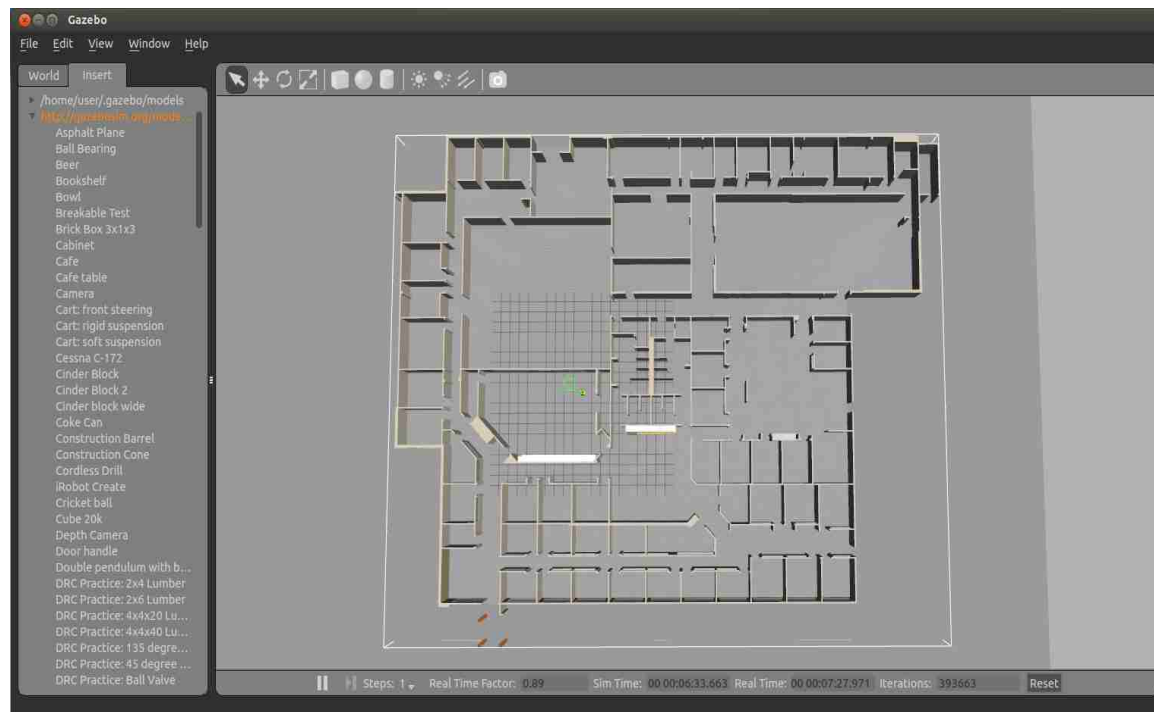 Gazebo
File Edit View Window Help
World Insert
/home/user/.gazebo/models
http://gazebosim.org/mode...
Asphalt Plane
Ball Bearing
Beer
Bookshelf
Bowl
Breakable Test
Brick Box 3x1x3
Cabinet
Cafe
Cafe table
Camera
Cart: front steering
Cart: rigid suspension
Cart: soft suspension
Cessna C-172
Cinder Block
Cinder Block 2
Cinder block wide
Coke Can
Construction Barrel
Construction Cone
Cordless Drill
iRobot Create
Cricket ball
Cube 20k
Depth Camera
Door handle
Double pendulum with b...
DRC Practice: 2x4 Lumber
DRC Practice: 2x6 Lumber
DRC Practice: 4x4x20 Lu...
DRC Practice: 4x4x40 Lu...
DRC Practice: 135 degre...
DRC Practice: 45 degree ...
DRC Practice: Ball Valve
Steps: 1 Real Time Factor: 0.89 Sim Time: 00 00:06:33.663 Real Time: 00 00:07:27.971 Iterations: 393663 Reset